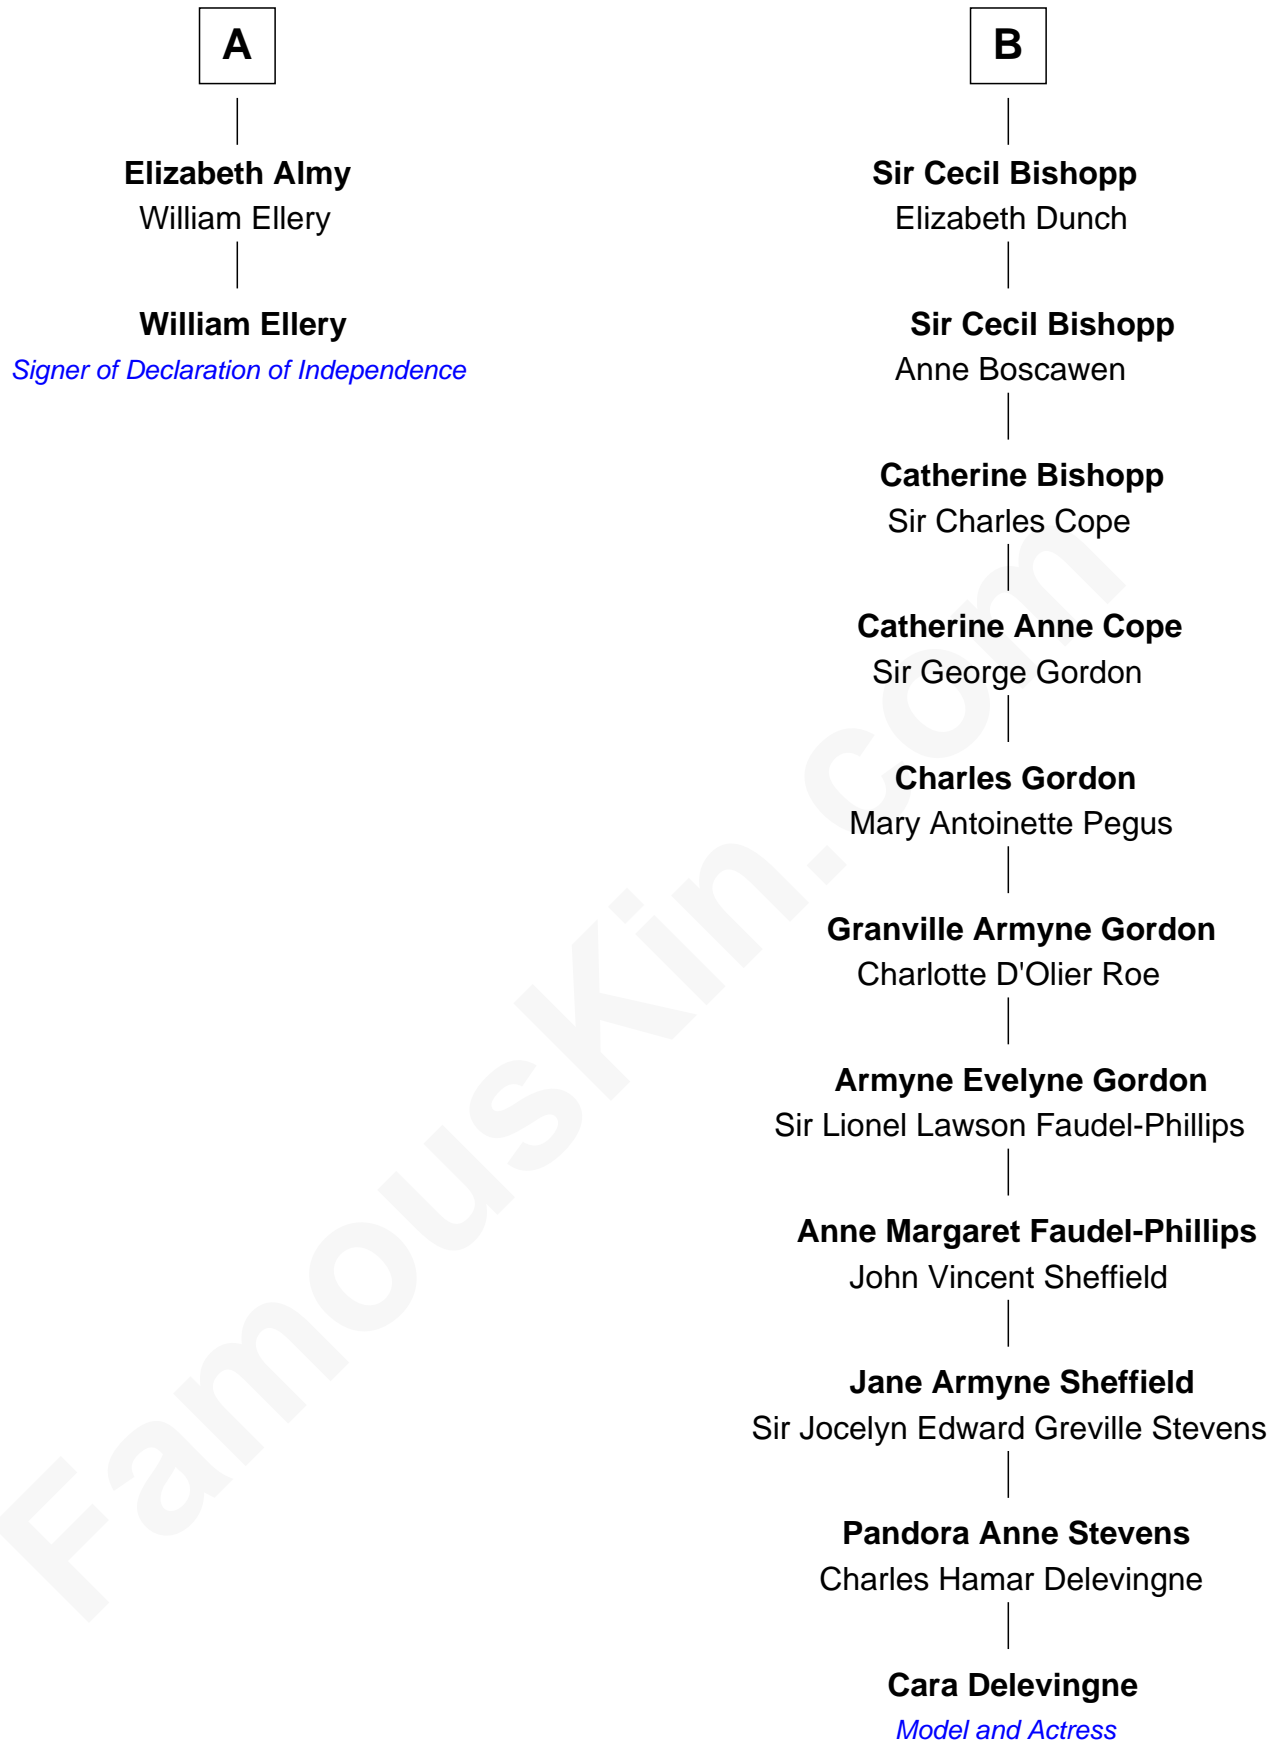 A
Elizabeth Almy
William Ellery
William Ellery
Signer of Declaration of Independence
B
Sir Cecil Bishopp
Elizabeth Dunch
Sir Cecil Bishopp
Anne Boscawen
Catherine Bishopp
Sir Charles Cope
Catherine Anne Cope
Sir George Gordon
Charles Gordon
Mary Antoinette Pegus
Granville Armyne Gordon
Charlotte D'Olier Roe
Armyne Evelyne Gordon
Sir Lionel Lawson Faudel-Phillips
Anne Margaret Faudel-Phillips
John Vincent Sheffield
Jane Armyne Sheffield
Sir Jocelyn Edward Greville Stevens
Pandora Anne Stevens
Charles Hamar Delevingne
Cara Delevingne
Model and Actress
FamousKin.com